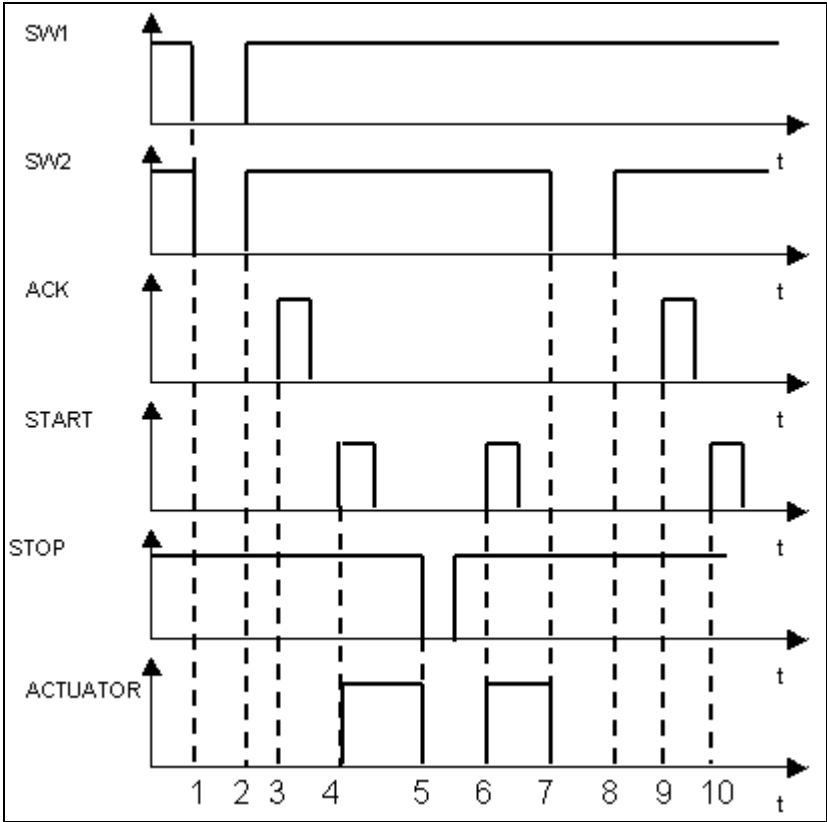 SW1
t
SW2
t
ACK
t
START
t
STOP
t
ACTUATOR
1 2 3 4 5 6 7 8 9 10
t